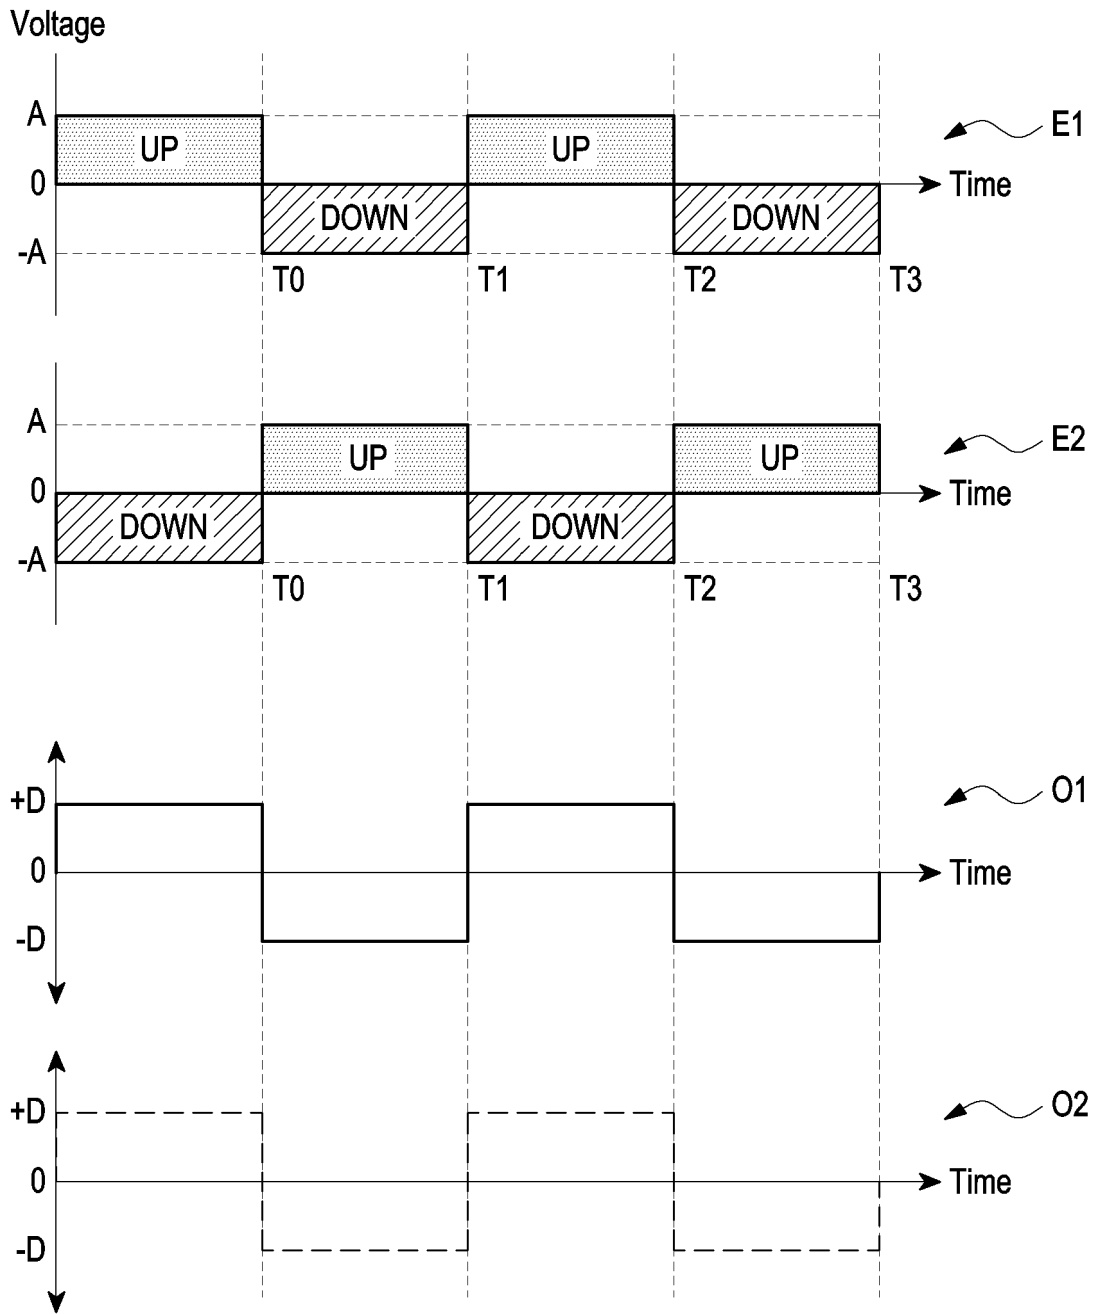 Voltage
A
UP
UP
E1
0
Time
DOWN
DOWN
-A
T0
T1
T2
T3
A
UP
UP
E2
0
Time
DOWN
DOWN
-A
T0
T1
T2
T3
+D
O1
0
Time
-D
+D
O2
0
Time
-D